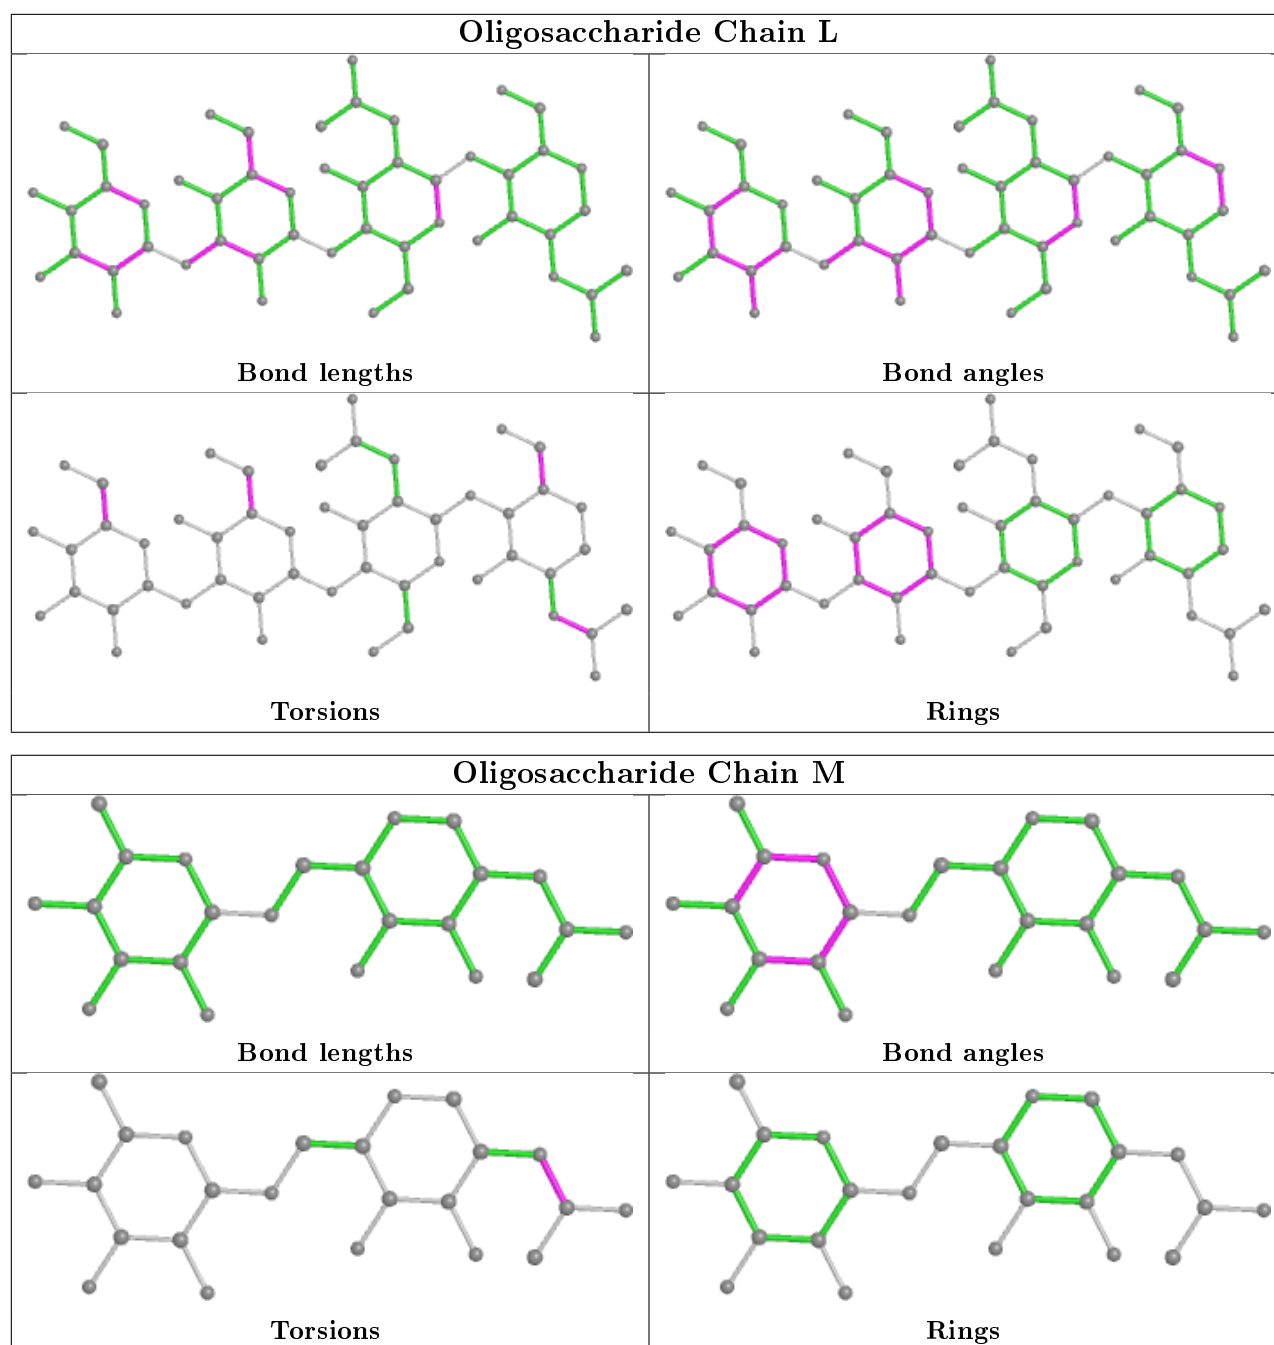 Oligosaccharide Chain L
Bond lengths
Bond angles
Torsions
Rings
Oligosaccharide Chain M
Bond lengths
Bond angles
Torsions
Rings